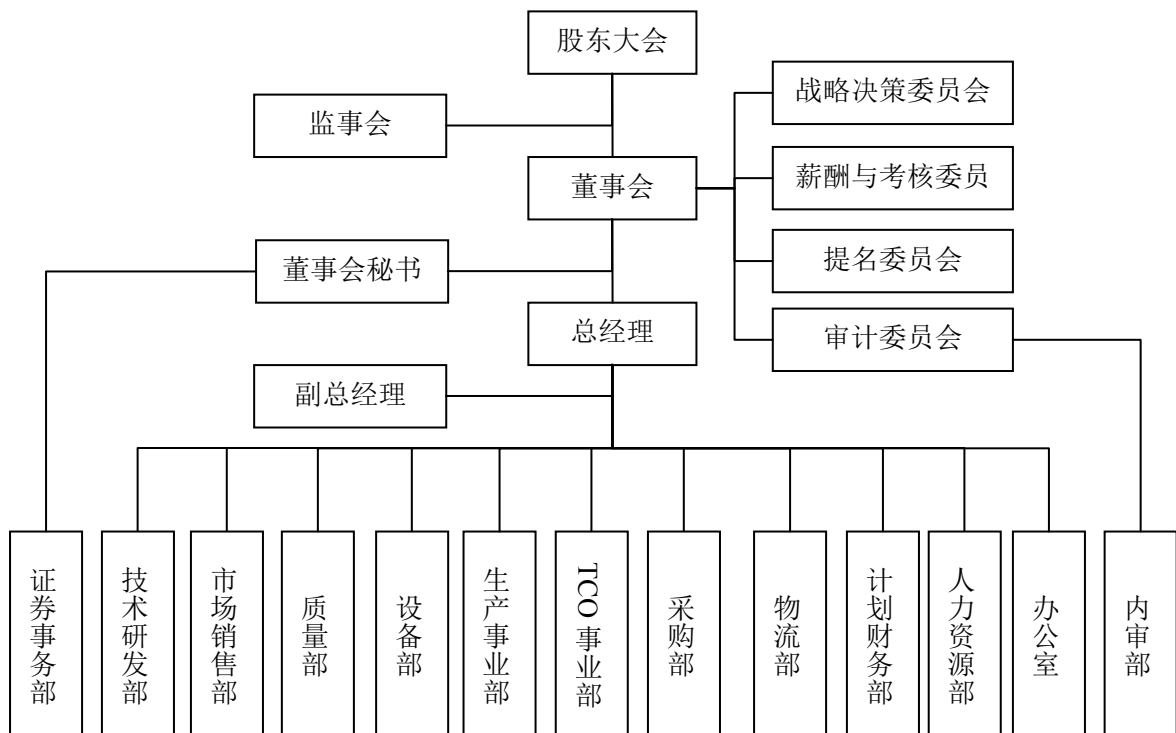 股东大会
战略决策委员会
监事会
薪酬与考核委员
董事会
提名委员会
董事会秘书
总经理
审计委员会
副总经理
证券事务部
技术研发部
市场销售部
质量部
设备部
生产事业部
TCO 事业部
采购部
物流部
计划财务部
人力资源部
办公室
内审部